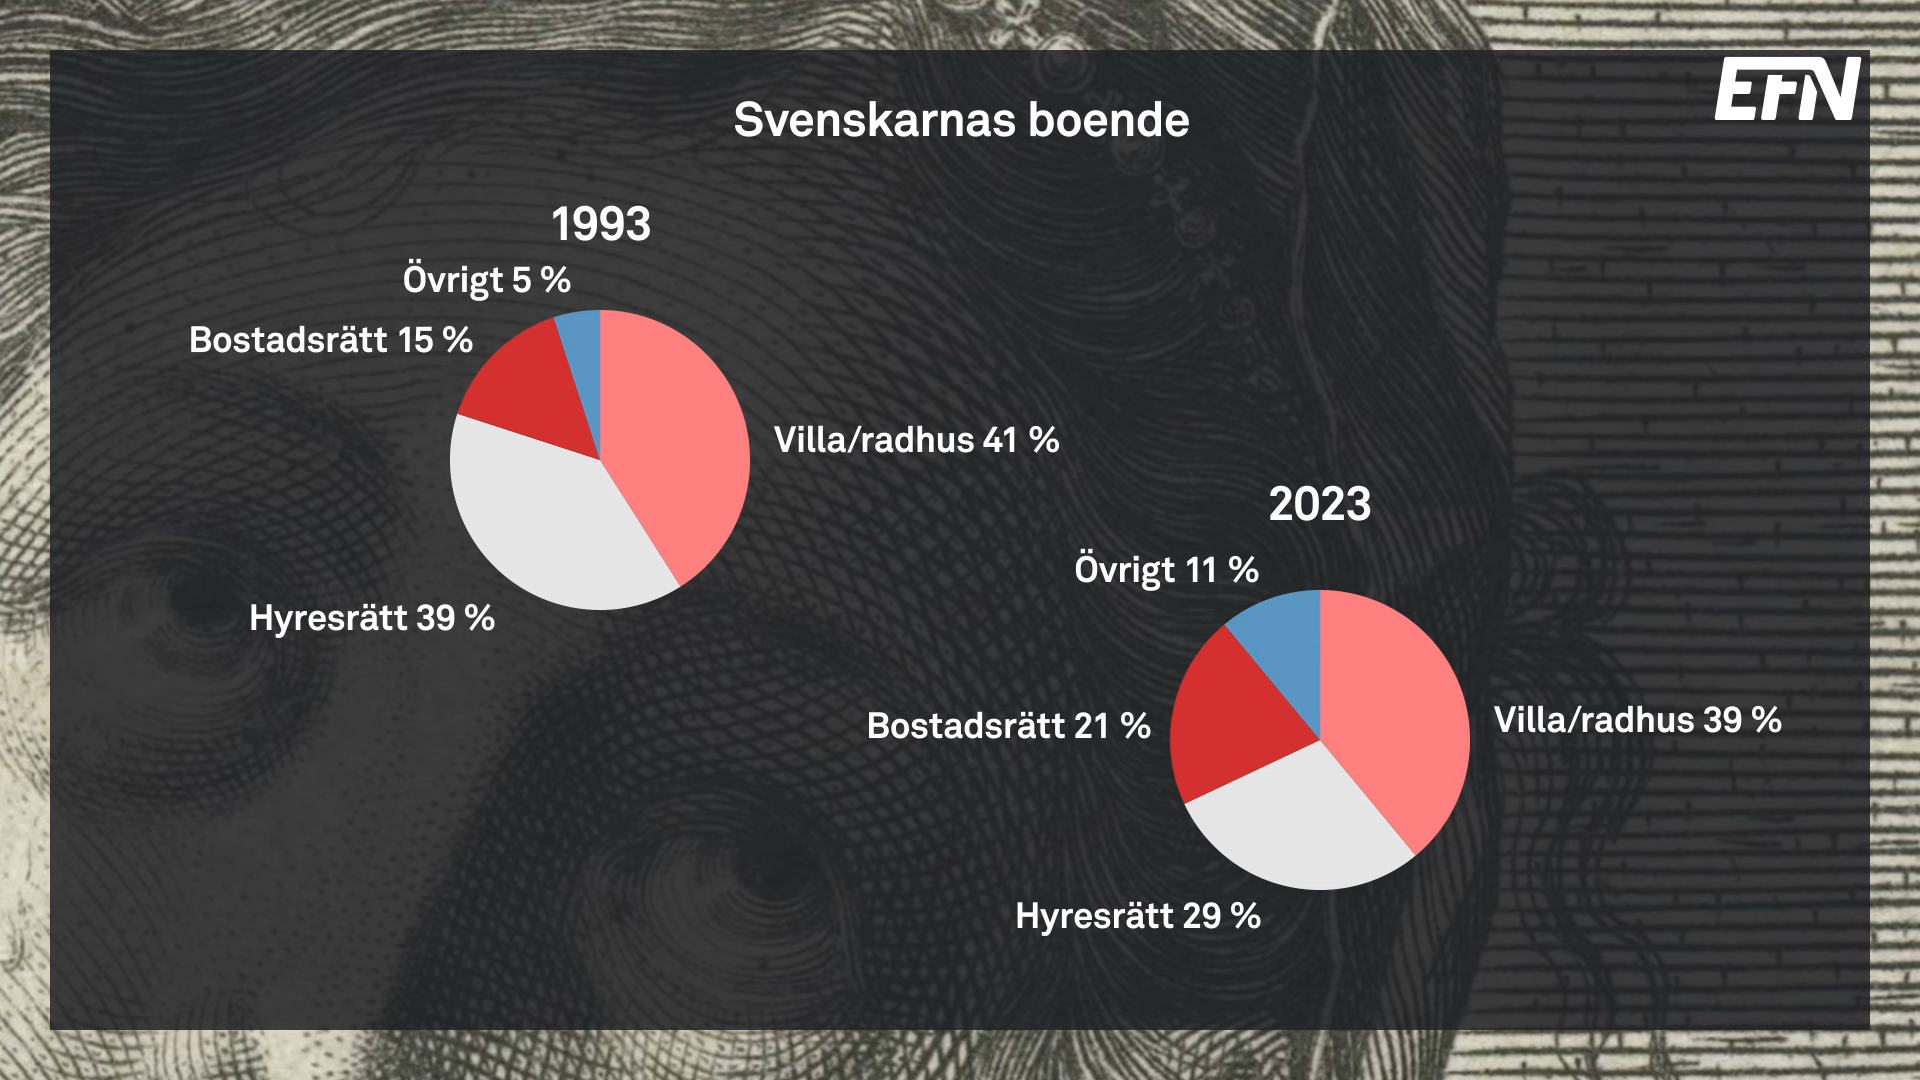 EFN
Svenskarnas boende
1993
Övrigt 5 %
Bostadsrätt 15 %
Villa/radhus 41 %
Hyresrätt 39 %
2023
Övrigt 11 %
Bostadsrätt 21 %
Villa/radhus 39 %
Hyresrätt 29 %